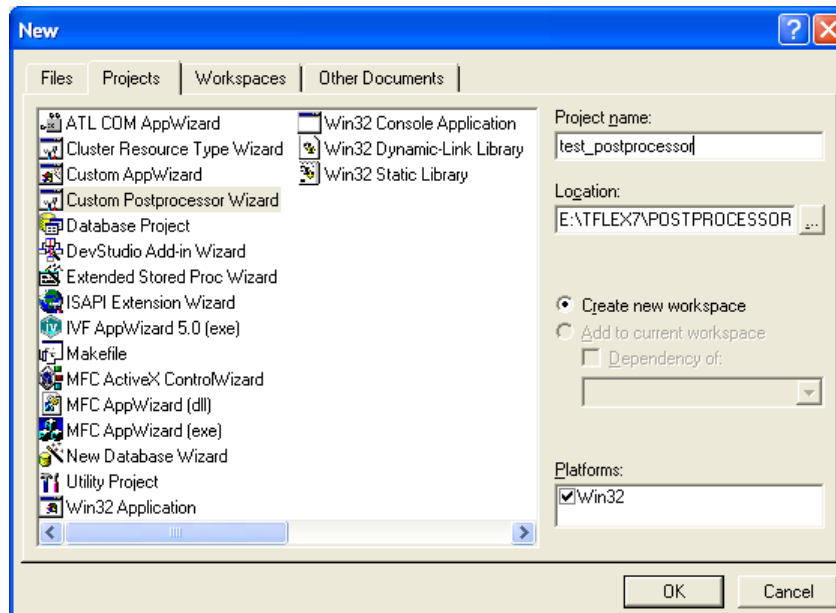 New
Files Projects Workspaces Other Documents
ATL COM AppWizard
Cluster Resource Type Wizard
Custom AppWizard
Custom Postprocessor Wizard
Database Project
DevStudio Add-in Wizard
Extended Stored Proc Wizard
ISAPI Extension Wizard
IVF AppWizard 5.0 (exe)
Makefile
MFC ActiveX ControlWizard
MFC AppWizard (dll)
MFC AppWizard (exe)
New Database Wizard
Utility Project
Win32 Application
Win32 Console Application
Win32 Dynamic-Link Library
Win32 Static Library
Project name:
test_postprocessor
Location:
E:\TFLEX7\POSTPROCESSOR
...
Create new workspace
Add to current workspace
Dependency of:
Platforms:
Win32
OK Cancel